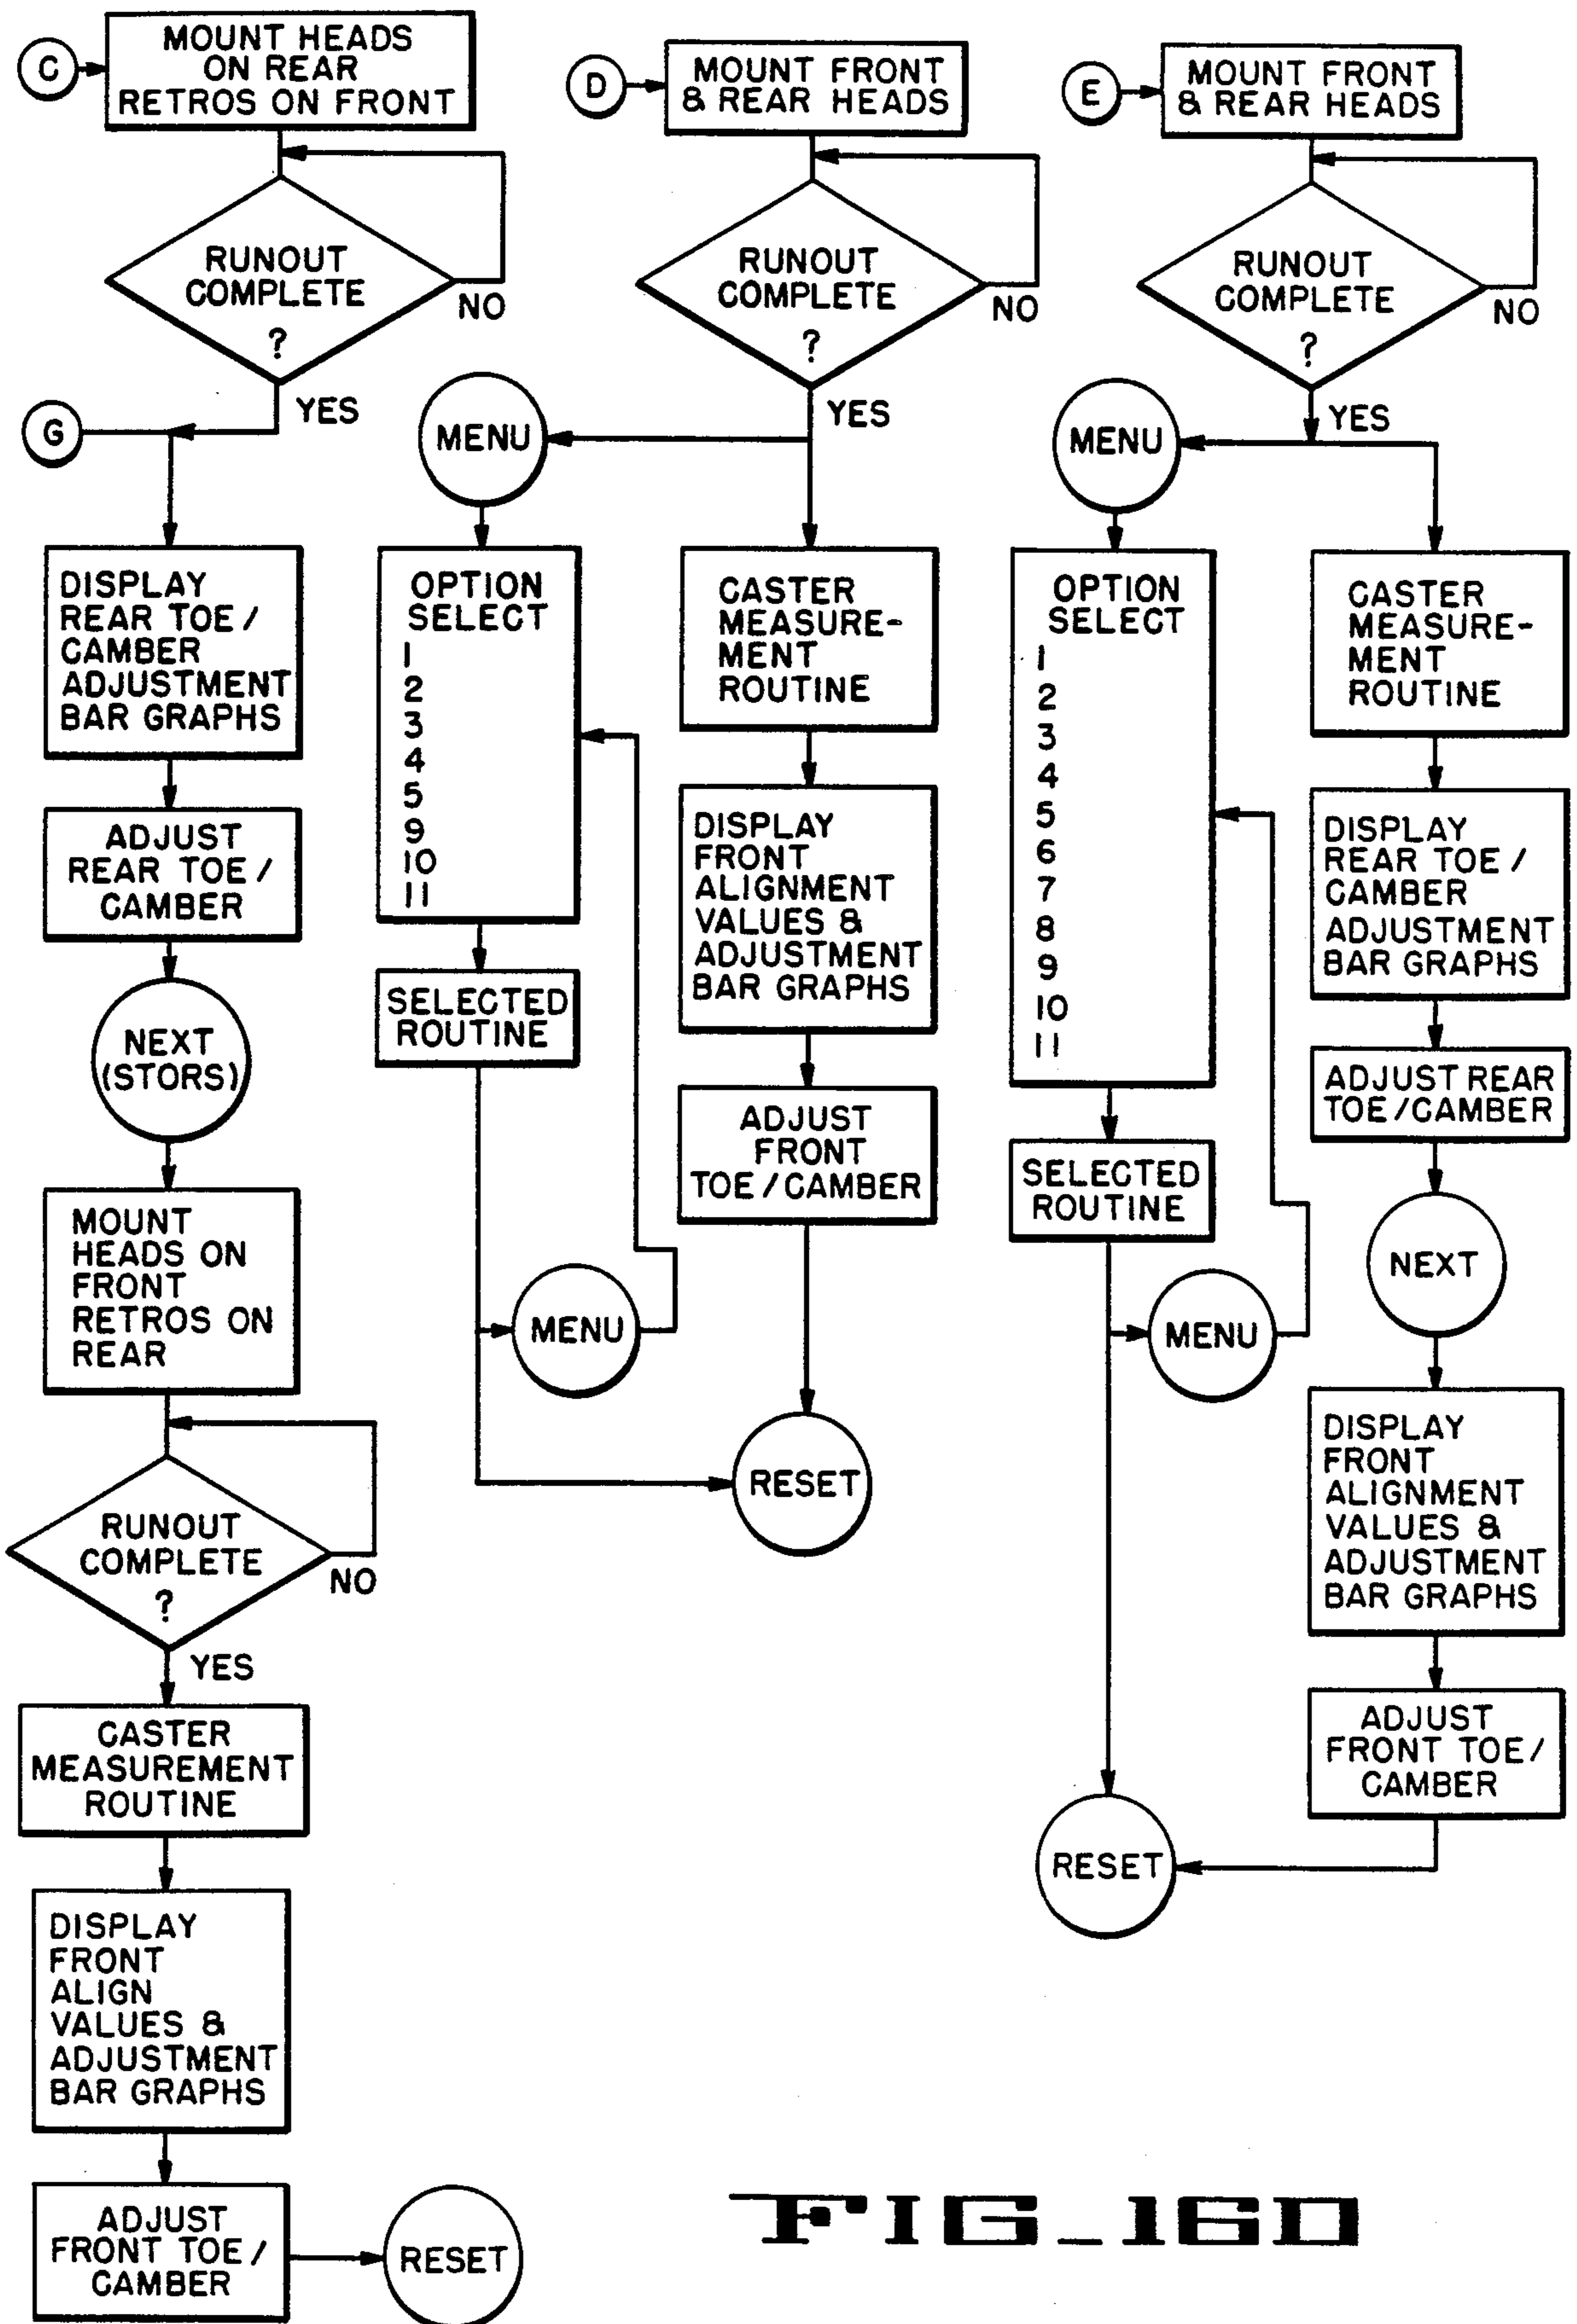 C
MOUNT HEADS
ON REAR
RETROS ON FRONT
RUNOUT
COMPLETE
?
NO
YES
G
DISPLAY
REAR TOE /
CAMBER
ADJUSTMENT
BAR GRAPHS
ADJUST
REAR TOE /
CAMBER
NEXT
(STORS)
MOUNT
HEADS ON
FRONT
RETROS ON
REAR
RUNOUT
COMPLETE
?
NO
YES
CASTER
MEASUREMENT
ROUTINE
DISPLAY
FRONT
ALIGN
VALUES &
ADJUSTMENT
BAR GRAPHS
ADJUST
FRONT TOE /
CAMBER
RESET
D
MOUNT FRONT
& REAR HEADS
RUNOUT
COMPLETE
?
NO
YES
MENU
OPTION
SELECT
1
2
3
4
5
9
10
11
SELECTED
ROUTINE
MENU
CASTER
MEASURE-
MENT
ROUTINE
DISPLAY
FRONT
ALIGNMENT
VALUES &
ADJUSTMENT
BAR GRAPHS
ADJUST
FRONT
TOE / CAMBER
RESET
E
MOUNT FRONT
& REAR HEADS
RUNOUT
COMPLETE
?
NO
YES
MENU
OPTION
SELECT
1
2
3
4
5
6
7
8
9
10
11
SELECTED
ROUTINE
MENU
CASTER
MEASURE-
MENT
ROUTINE
DISPLAY
REAR TOE /
CAMBER
ADJUSTMENT
BAR GRAPHS
ADJUST REAR
TOE / CAMBER
NEXT
DISPLAY
FRONT
ALIGNMENT
VALUES &
ADJUSTMENT
BAR GRAPHS
ADJUST
FRONT TOE /
CAMBER
RESET
FIG_16D